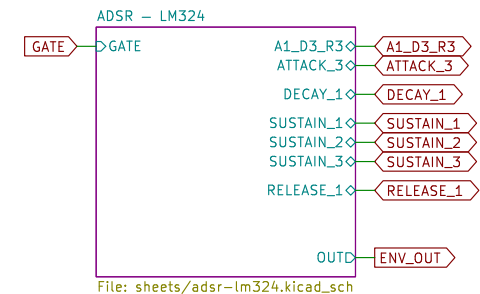 ADSR – LM324
GATE GATE A1_D3_R3 A1_D3_R3
ATTACK_3 ATTACK_3
DECAY_1 DECAY_1
SUSTAIN_1 SUSTAIN_1
SUSTAIN_2 SUSTAIN_2
SUSTAIN_3 SUSTAIN_3
RELEASE_1 RELEASE_1
OUT ENV_OUT
File: sheets/adsr-lm324.kicad_sch